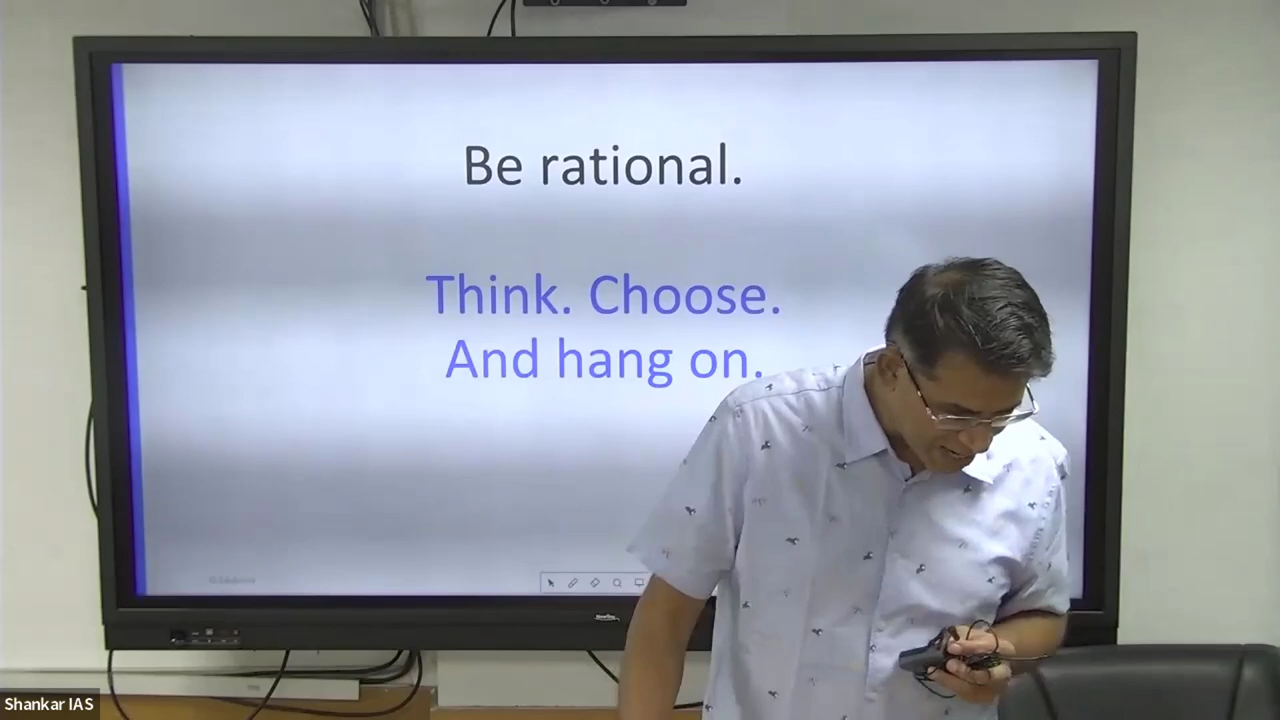 Be rational.
Think. Choose.
And hang on.
Shankar IAS